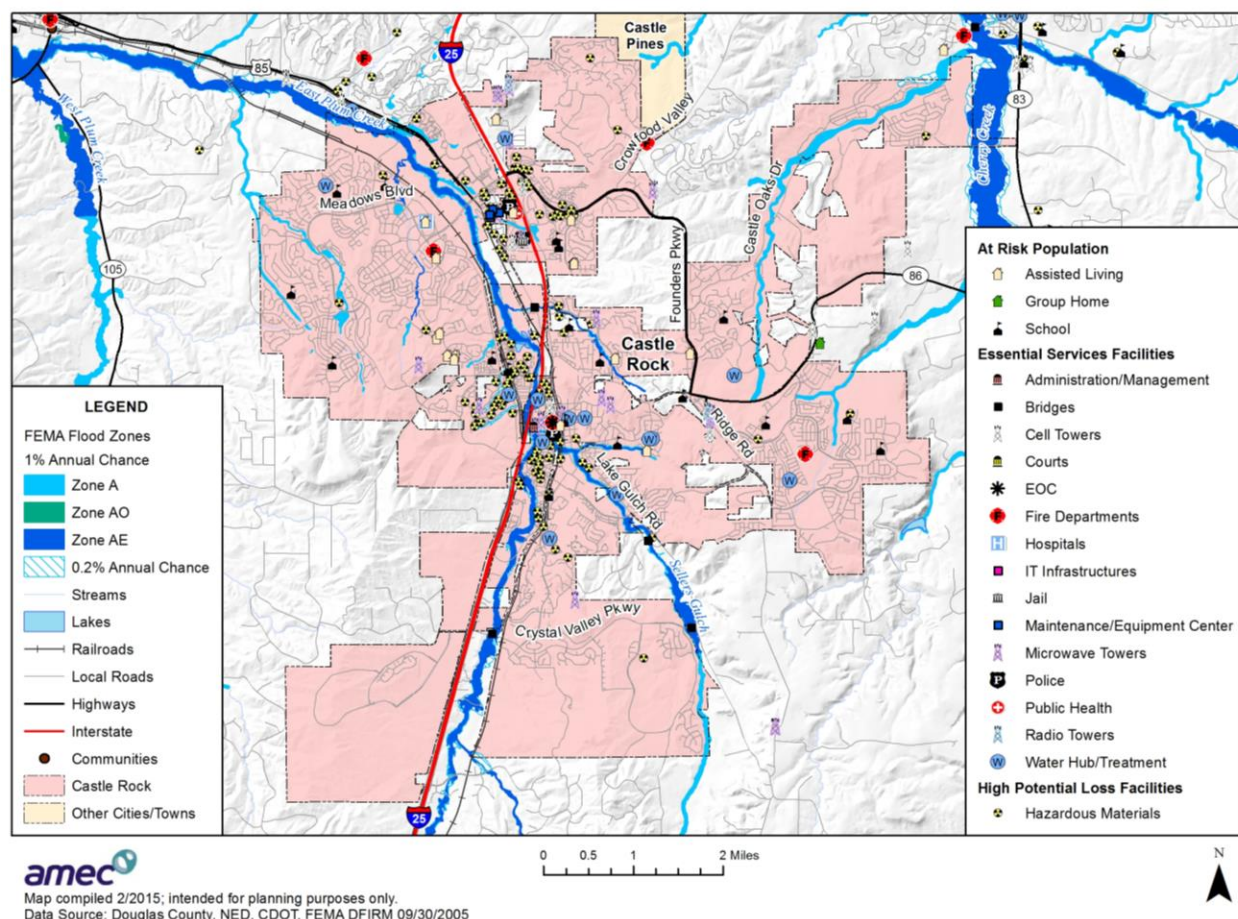 Castle
Pines
25
85
East Plum Creek
West Plum Creek
Crowfood Valley
83
Cherry Creek
Meadows Blvd
Castle Oaks Dr
105
Founders Pkwy
86
Castle
Rock
Ridge Rd
Lake Gulch Rd
Sellers Gulch
Crystal Valley Pkwy
25
LEGEND
FEMA Flood Zones
1% Annual Chance
Zone A
Zone AO
Zone AE
0.2% Annual Chance
Streams
Lakes
Railroads
Local Roads
Highways
Interstate
Communities
Castle Rock
Other Cities/Towns
At Risk Population
Assisted Living
Group Home
School
Essential Services Facilities
Administration/Management
Bridges
Cell Towers
Courts
EOC
Fire Departments
Hospitals
IT Infrastructures
Jail
Maintenance/Equipment Center
Microwave Towers
Police
Public Health
Radio Towers
Water Hub/Treatment
High Potential Loss Facilities
Hazardous Materials
amec
0 0.5 1 2 Miles
N
Map compiled 2/2015; intended for planning purposes only.
Data Source: Douglas County, NED, CDOT, FEMA DFIRM 09/30/2005